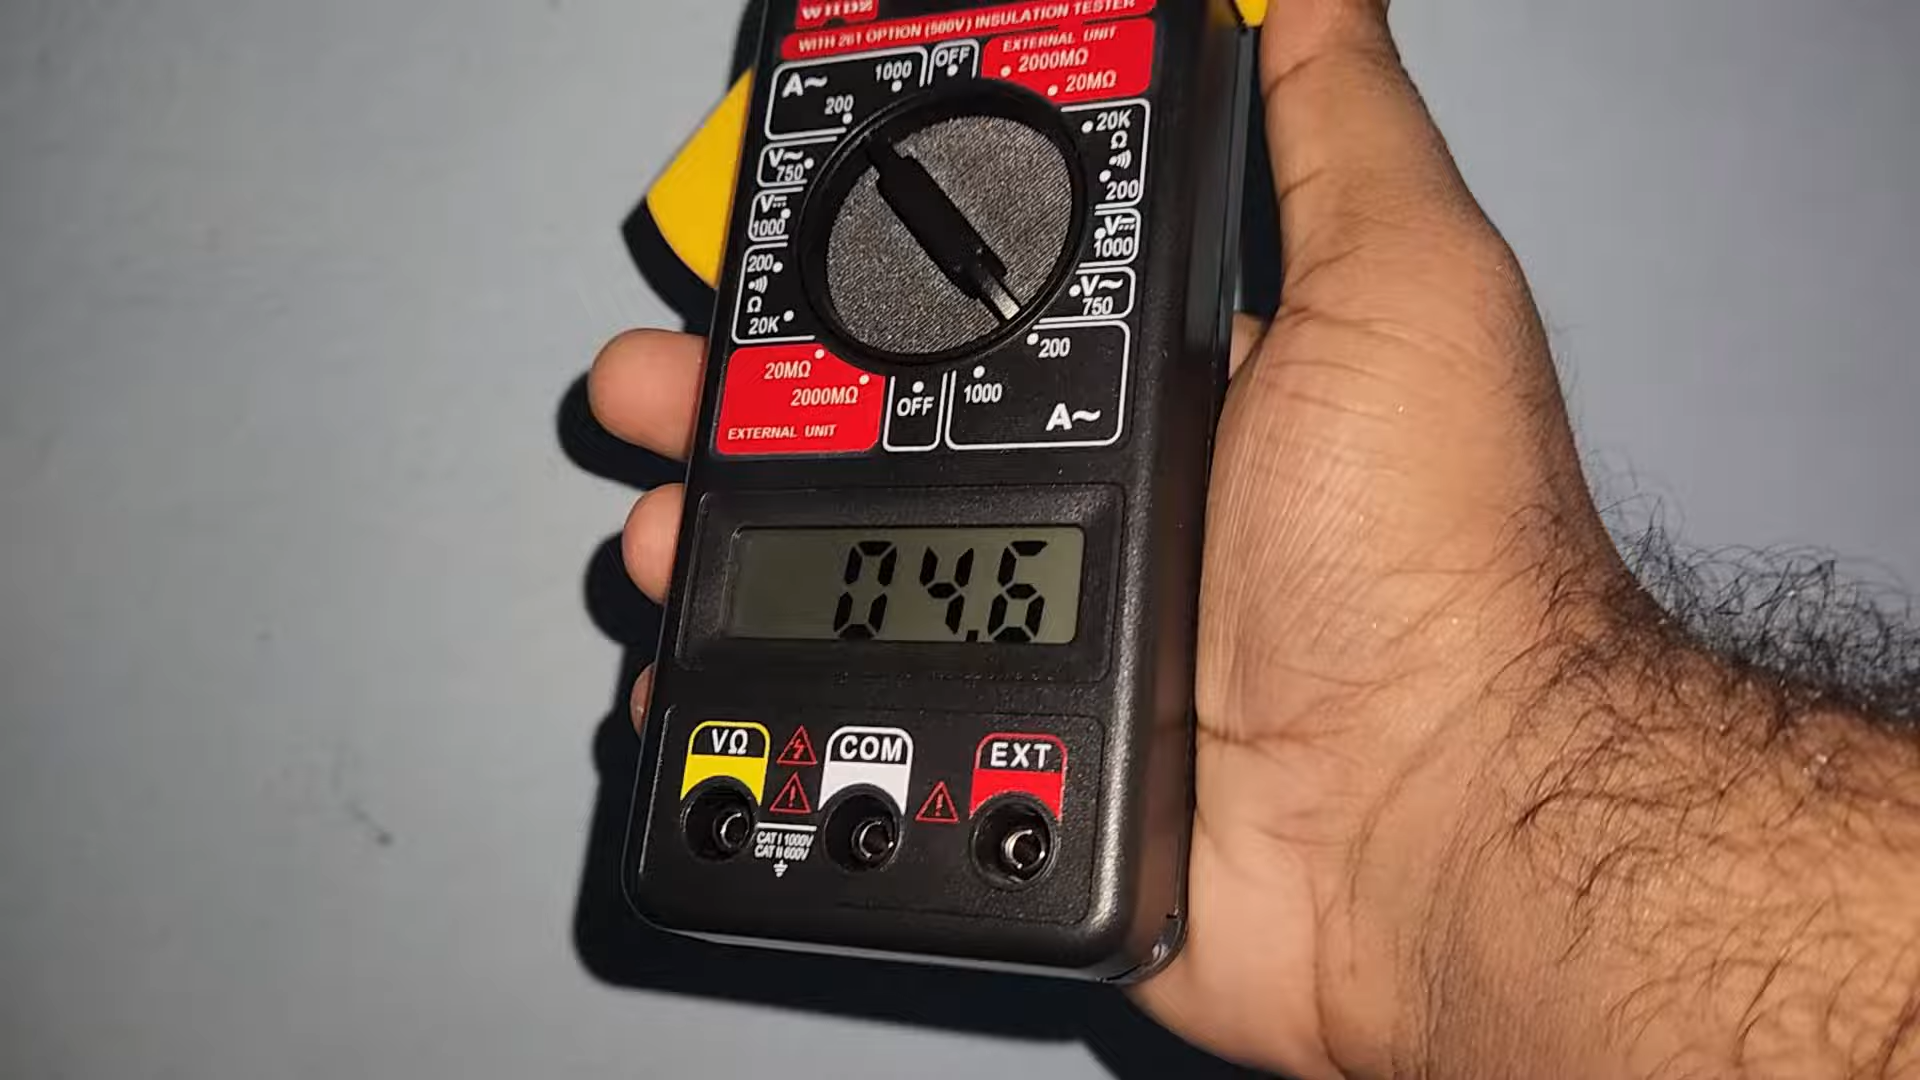 WITH 261 OPTION (500V) INSULATION TESTER
A~ 1000
200
OFF
EXTERNAL UNIT
2000MΩ
20MΩ
V~
750
V⎓
1000
200
Ω
20K
20K
Ω
200
V⎓
1000
V~
750
20MΩ
2000MΩ
EXTERNAL UNIT
OFF
200
1000
A~
04.6
VΩ
COM
EXT
CAT I 1000V
CAT II 600V